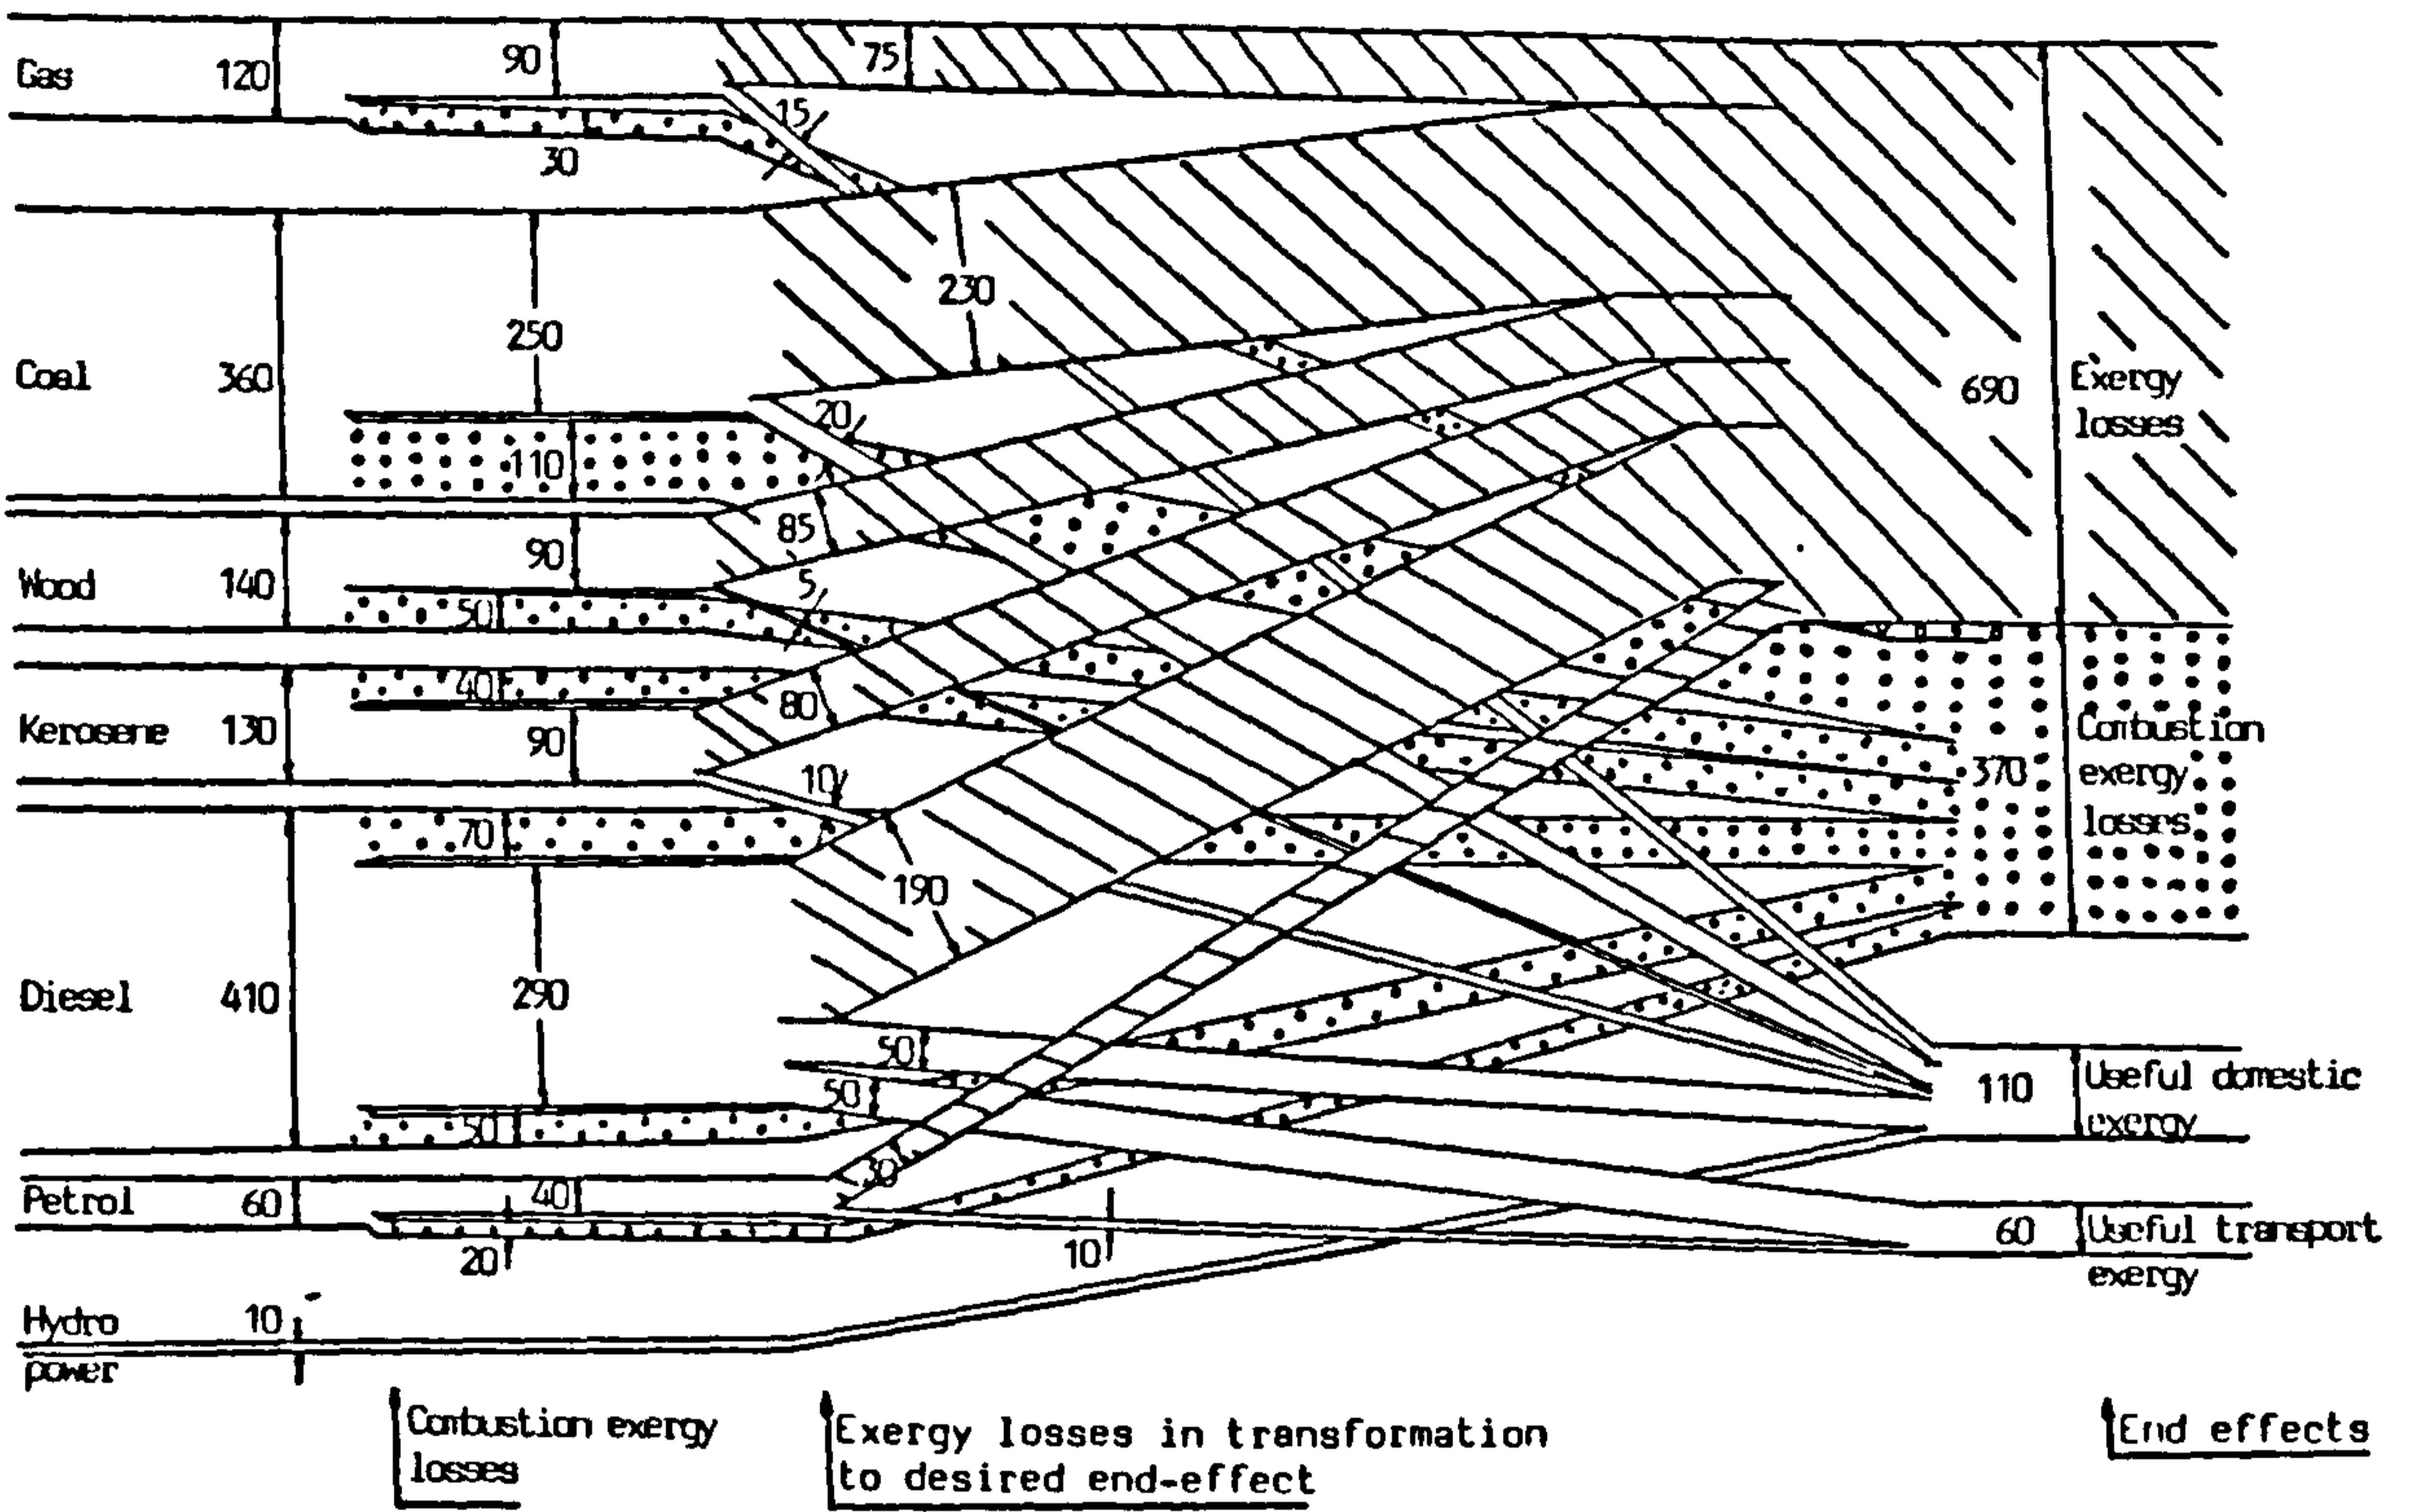 Gas 120 90 75
15
30
230
250
Coal 360 690 Exergy
losses
20
110
85
90
Wood 140 5
50
40
80
Kerosene 130 90 Combustion
370 exergy
losses
10
70
190
Diesel 410 290
50
50
110 Useful domestic
exergy
50
30
Petrol 60 40
60 Useful transport
exergy
20 10
Hydro 10
power
Combustion exergy
losses
Exergy losses in transformation
to desired end-effect
End effects